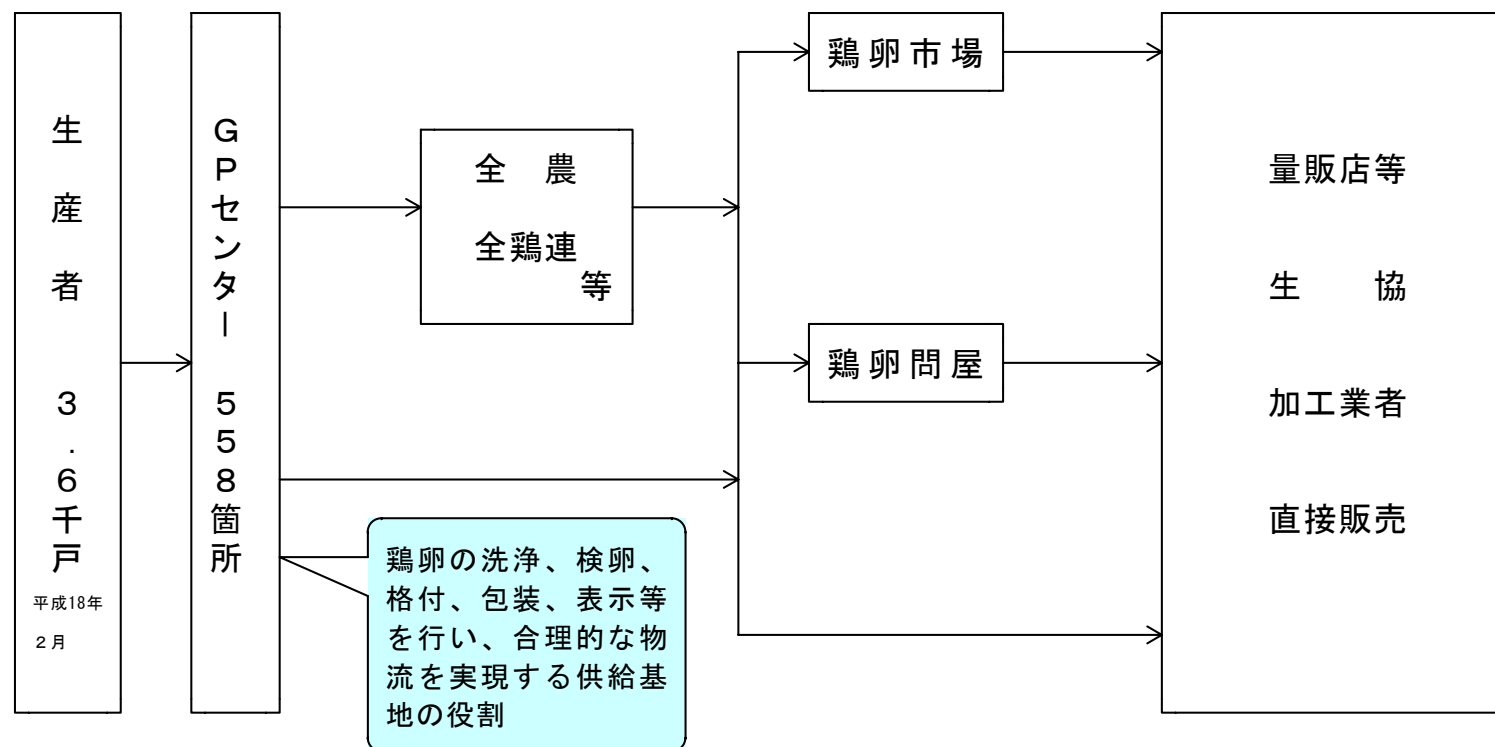 生産者 3.6千戸
平成18年
2月
GPセンター 558箇所
全 農
全鶏連
等
鶏卵の洗浄、検卵、
格付、包装、表示等
を行い、合理的な物
流を実現する供給基
地の役割
鶏卵市場
鶏卵問屋
量販店等
生 協
加工業者
直接販売